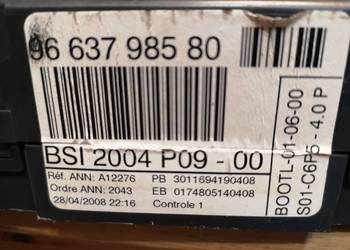 96 637 985 80
BSI 2004 P09 - 00
Réf. ANN: A12276 PB 3011694190408
Ordre ANN: 2043 EB 0174805140408
28/04/2008 22:16 Controle 1
BOOTL-01-06-00
S01-C6P5 - 4.0 P